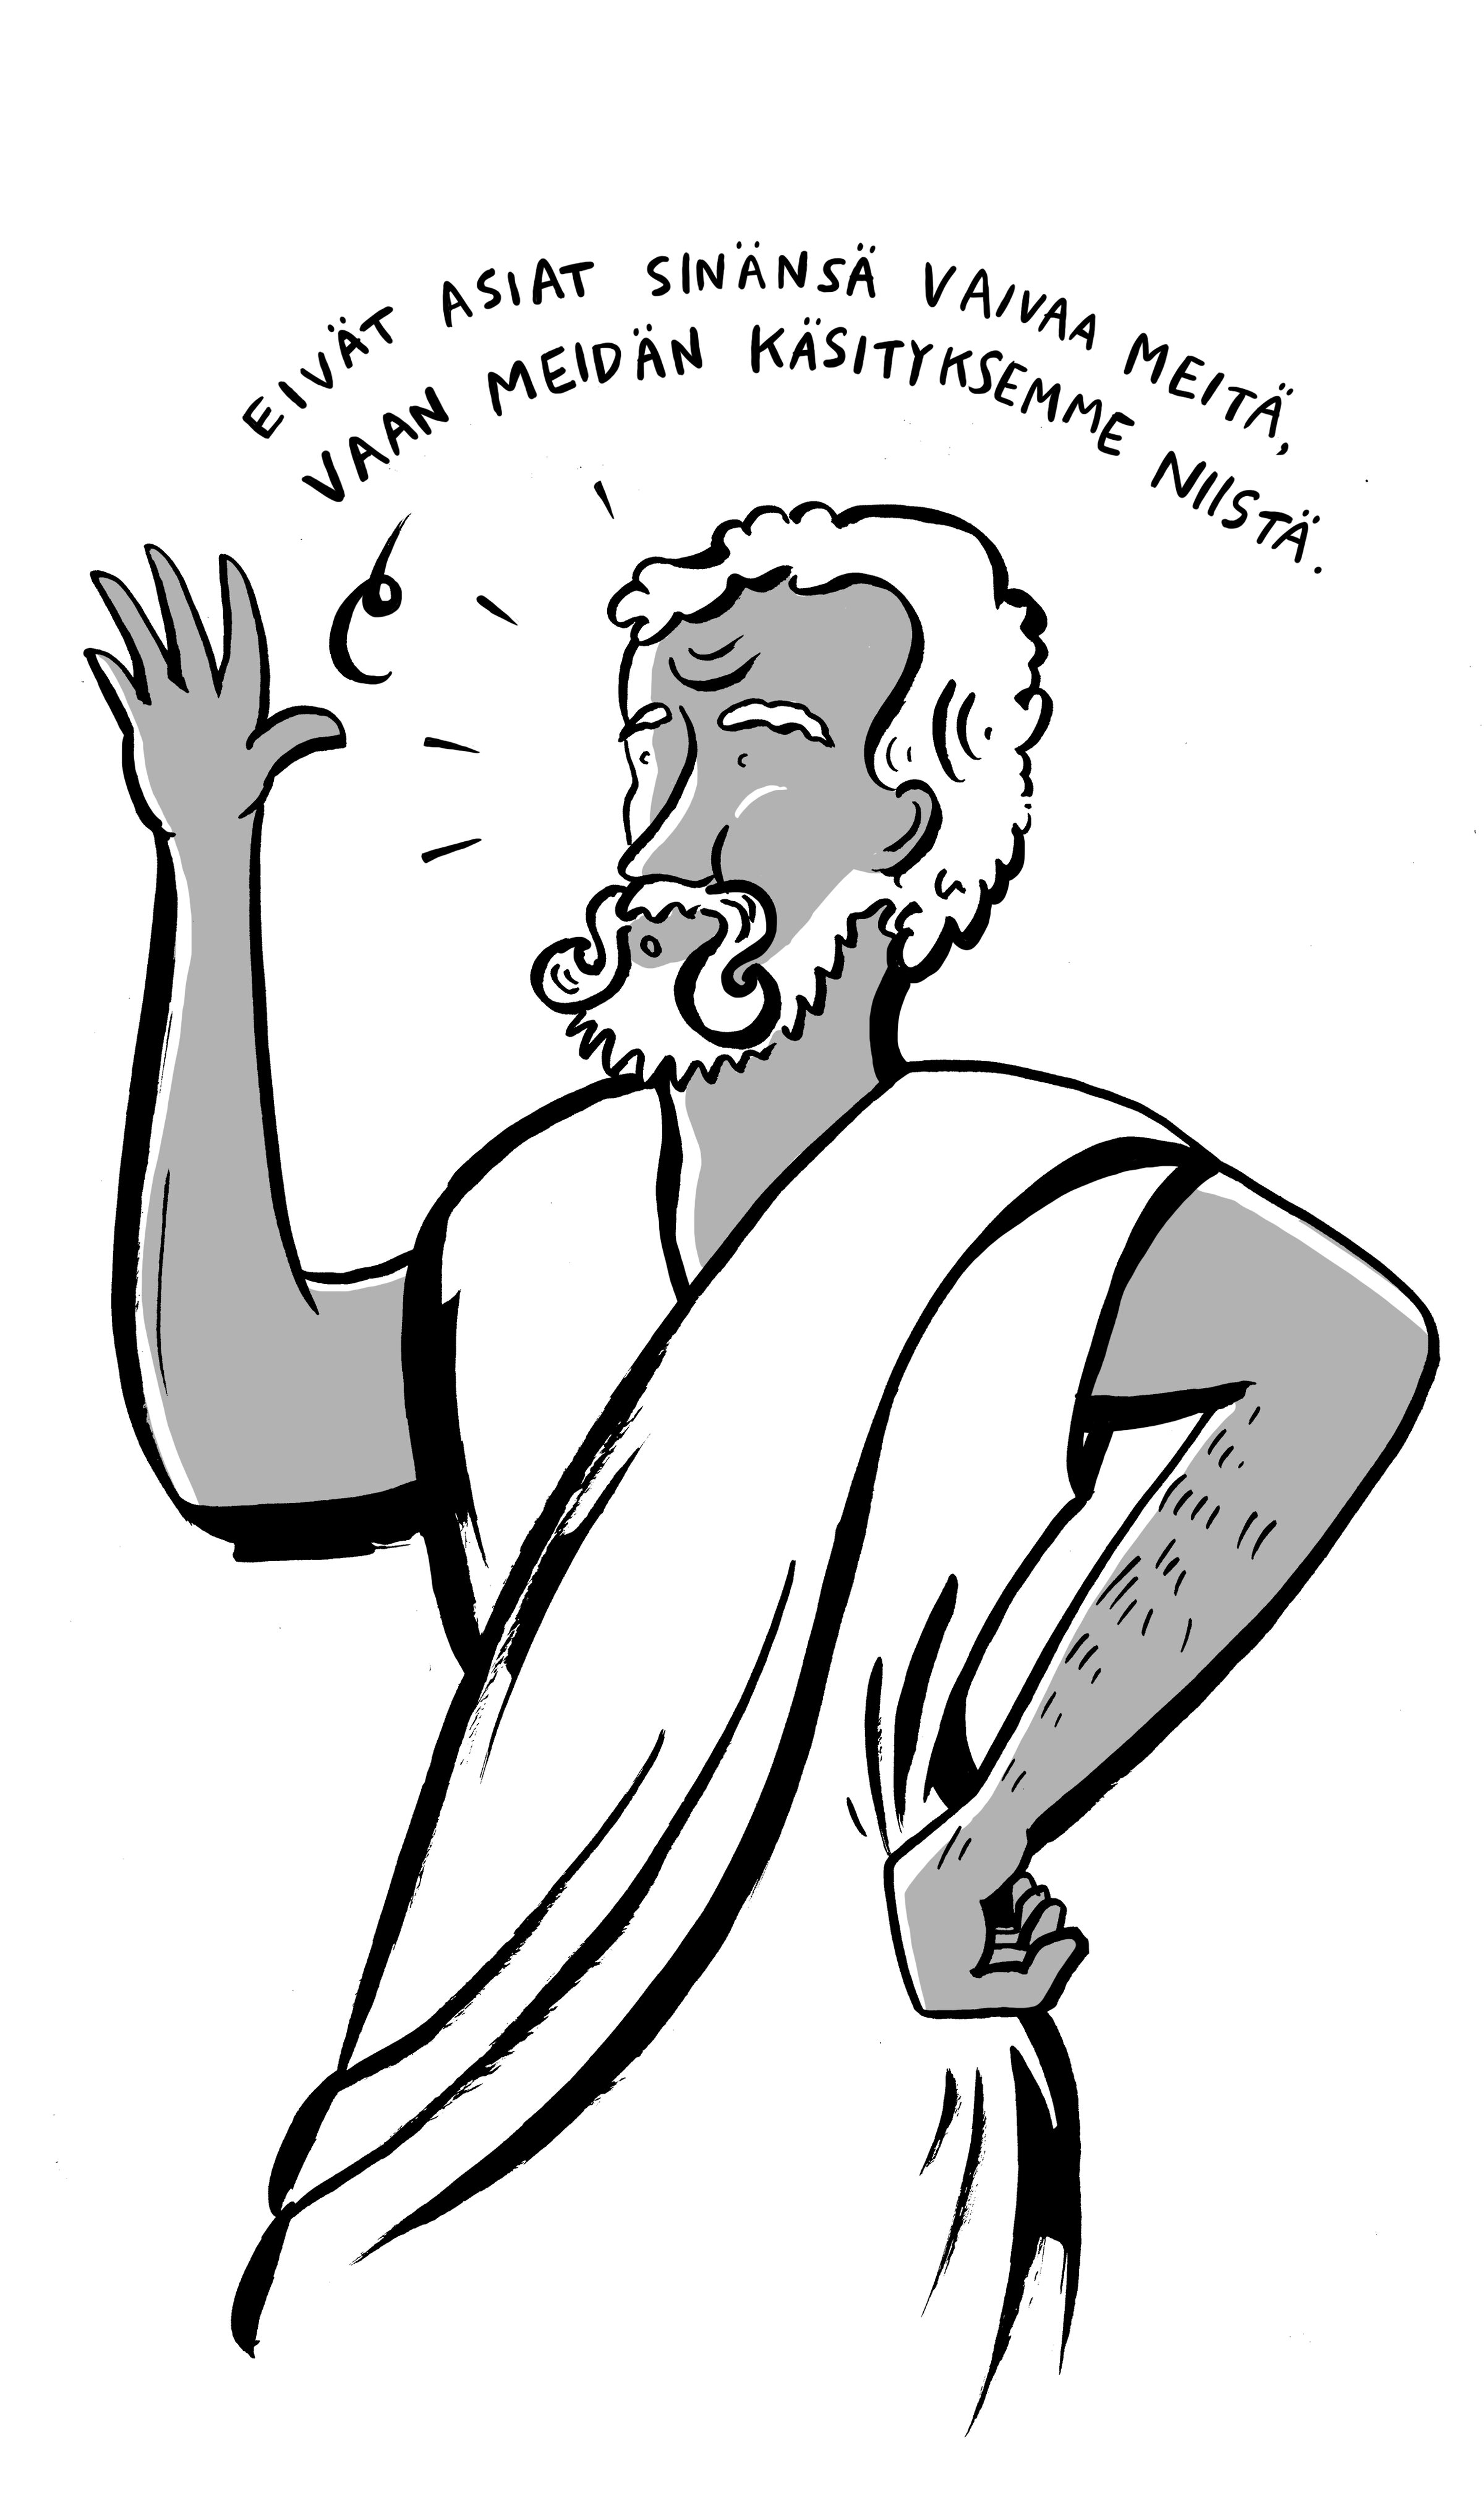 EIVÄT ASIAT SINÄNSÄ VAIVAA MEITÄ,
VAAN MEIDÄN KÄSITYKSEMME NIISTÄ.